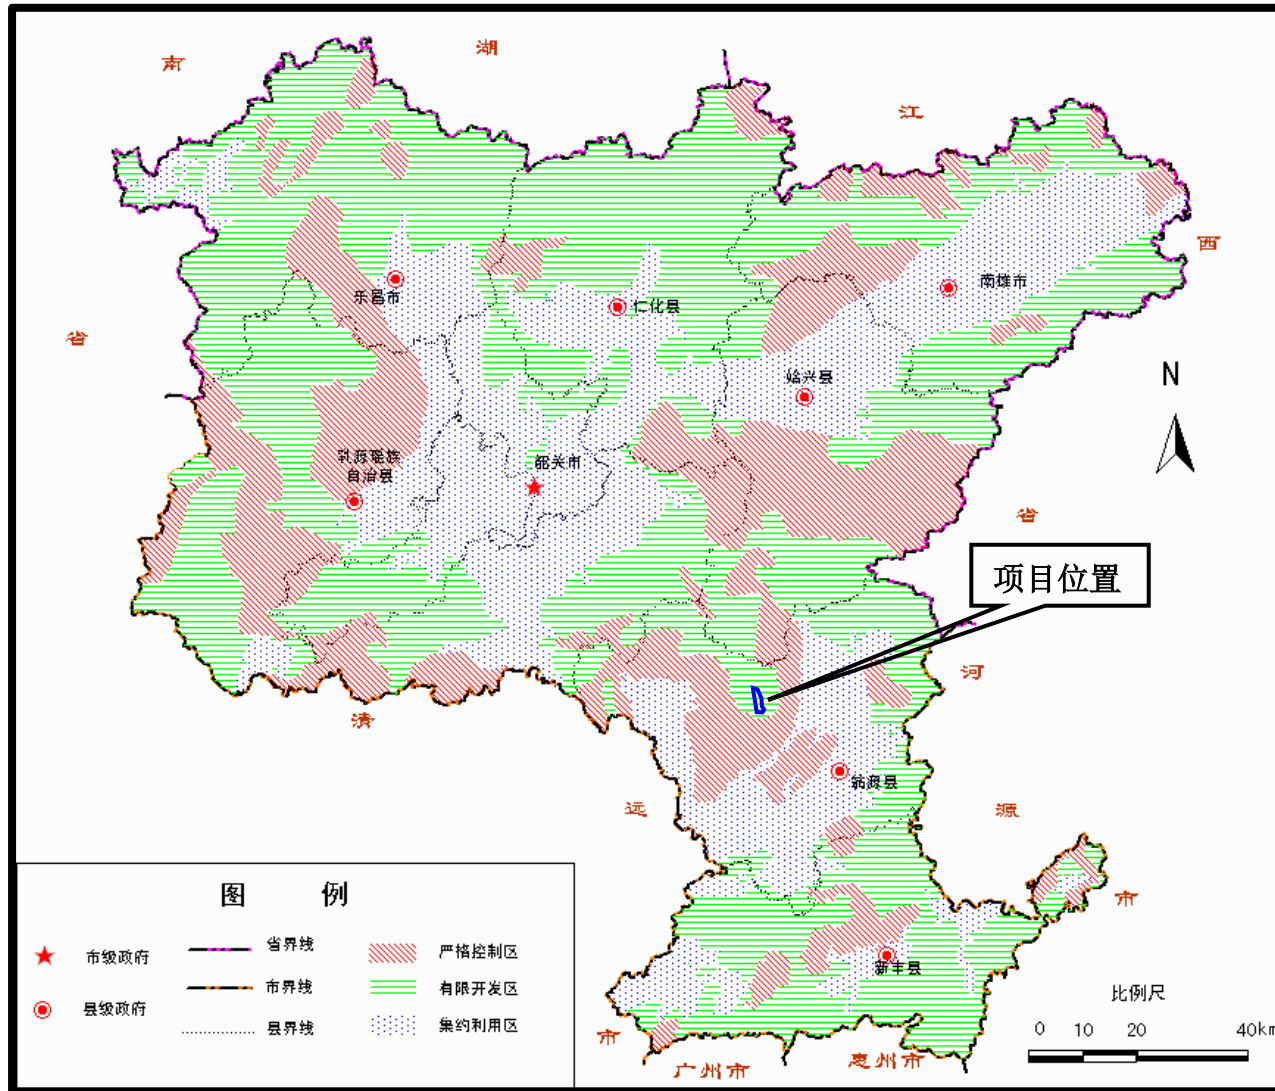 湖
南
江
西
省
乐昌市
仁化县
南雄市
始兴县
N
乳源瑶族
自治县
韶关市
省
项目位置
河
清
翁源县
远
源
市
新丰县
市
广州市
惠州市
图 例
市级政府
县级政府
省界线
市界线
县界线
严格控制区
有限开发区
集约利用区
比例尺
0 10 20 40km